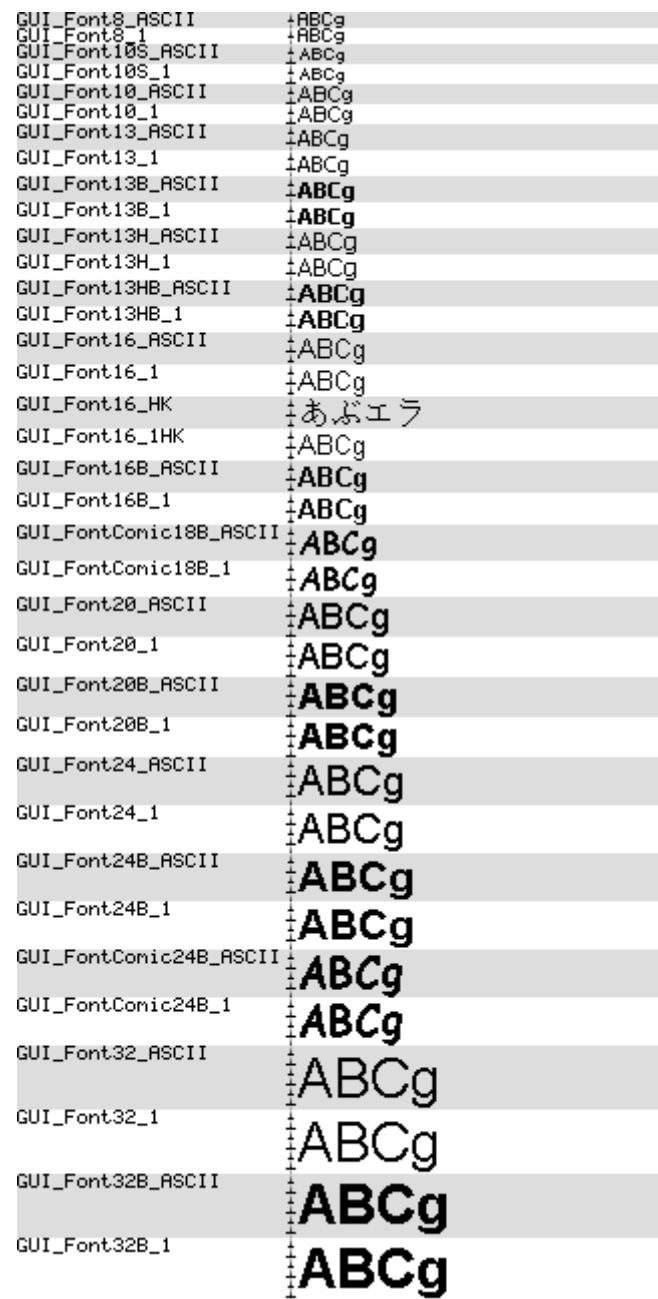 GUI_Font8_ASCII ABCg
GUI_Font8_1 ABCg
GUI_Font10S_ASCII ABCg
GUI_Font10S_1 ABCg
GUI_Font10_ASCII ABCg
GUI_Font10_1 ABCg
GUI_Font13_ASCII ABCg
GUI_Font13_1 ABCg
GUI_Font13B_ASCII ABCg
GUI_Font13B_1 ABCg
GUI_Font13H_ASCII ABCg
GUI_Font13H_1 ABCg
GUI_Font13HB_ASCII ABCg
GUI_Font13HB_1 ABCg
GUI_Font16_ASCII ABCg
GUI_Font16_1 ABCg
GUI_Font16_HK あぶエラ
GUI_Font16_1HK ABCg
GUI_Font16B_ASCII ABCg
GUI_Font16B_1 ABCg
GUI_FontComic18B_ASCII ABCg
GUI_FontComic18B_1 ABCg
GUI_Font20_ASCII ABCg
GUI_Font20_1 ABCg
GUI_Font20B_ASCII ABCg
GUI_Font20B_1 ABCg
GUI_Font24_ASCII ABCg
GUI_Font24_1 ABCg
GUI_Font24B_ASCII ABCg
GUI_Font24B_1 ABCg
GUI_FontComic24B_ASCII ABCg
GUI_FontComic24B_1 ABCg
GUI_Font32_ASCII ABCg
GUI_Font32_1 ABCg
GUI_Font32B_ASCII ABCg
GUI_Font32B_1 ABCg